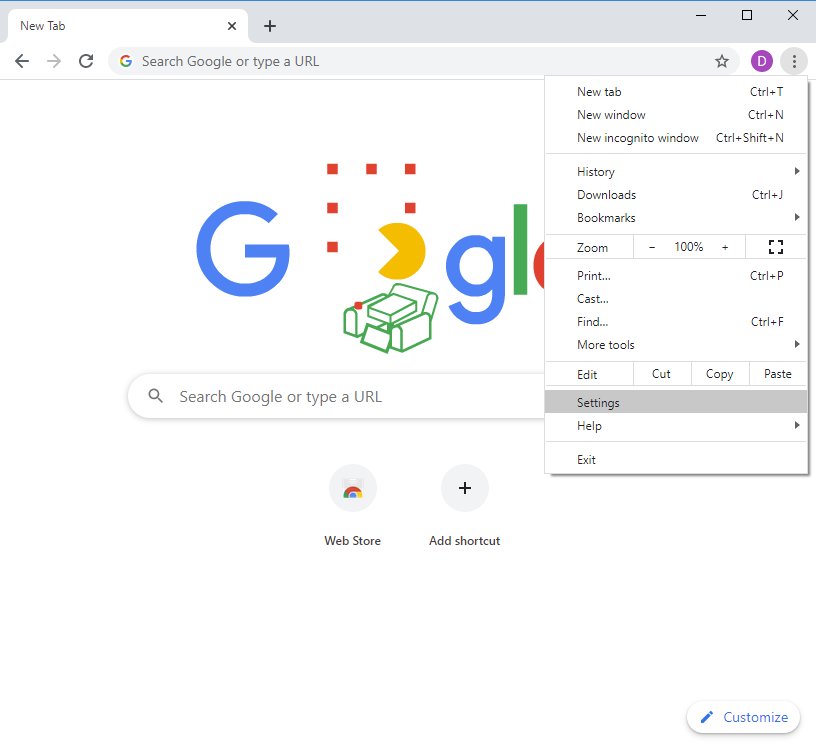 New Tab
Search Google or type a URL
D
New tab Ctrl+T
New window Ctrl+N
New incognito window Ctrl+Shift+N
History
Downloads Ctrl+J
Bookmarks
Zoom − 100% +
Print... Ctrl+P
Cast...
Find... Ctrl+F
More tools
Edit Cut Copy Paste
Settings
Help
Exit
G gl
Search Google or type a URL
Web Store
Add shortcut
Customize